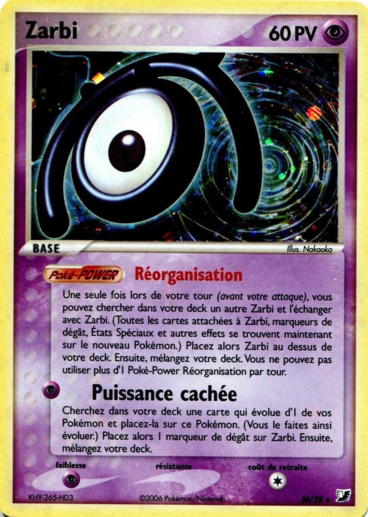 Zarbi 60 PV
BASE Illus. Nakaoka
Poké-POWER Réorganisation
Une seule fois lors de votre tour (avant votre attaque), vous
pouvez chercher dans votre deck un autre Zarbi et l'échanger
avec Zarbi. (Toutes les cartes attachées à Zarbi, marqueurs de
dégât, États Spéciaux et autres effets se trouvent maintenant
sur le nouveau Pokémon.) Placez alors Zarbi au dessus de
votre deck. Ensuite, mélangez votre deck. Vous ne pouvez pas
utiliser plus d'1 Poké-Power Réorganisation par tour.
Puissance cachée
Cherchez dans votre deck une carte qui évolue d'1 de vos
Pokémon et placez-la sur ce Pokémon. (Vous le faites ainsi
évoluer.) Placez alors 1 marqueur de dégât sur Zarbi. Ensuite,
mélangez votre deck.
faiblesse résistance coût de retraite
KHY-265-HD3 ©2006 Pokémon/Nintendo M/28